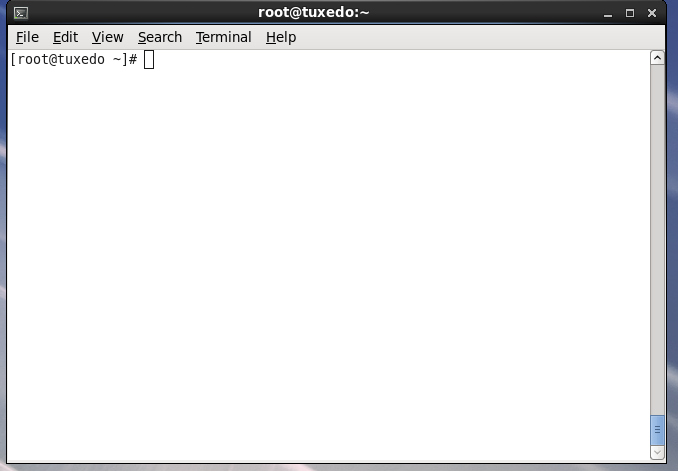 root@tuxedo:~
File Edit View Search Terminal Help
[root@tuxedo ~]#